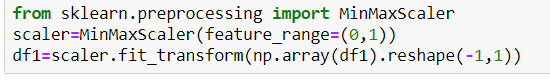 from sklearn.preprocessing import MinMaxScaler
scaler=MinMaxScaler(feature_range=(0,1))
df1=scaler.fit_transform(np.array(df1).reshape(-1,1))